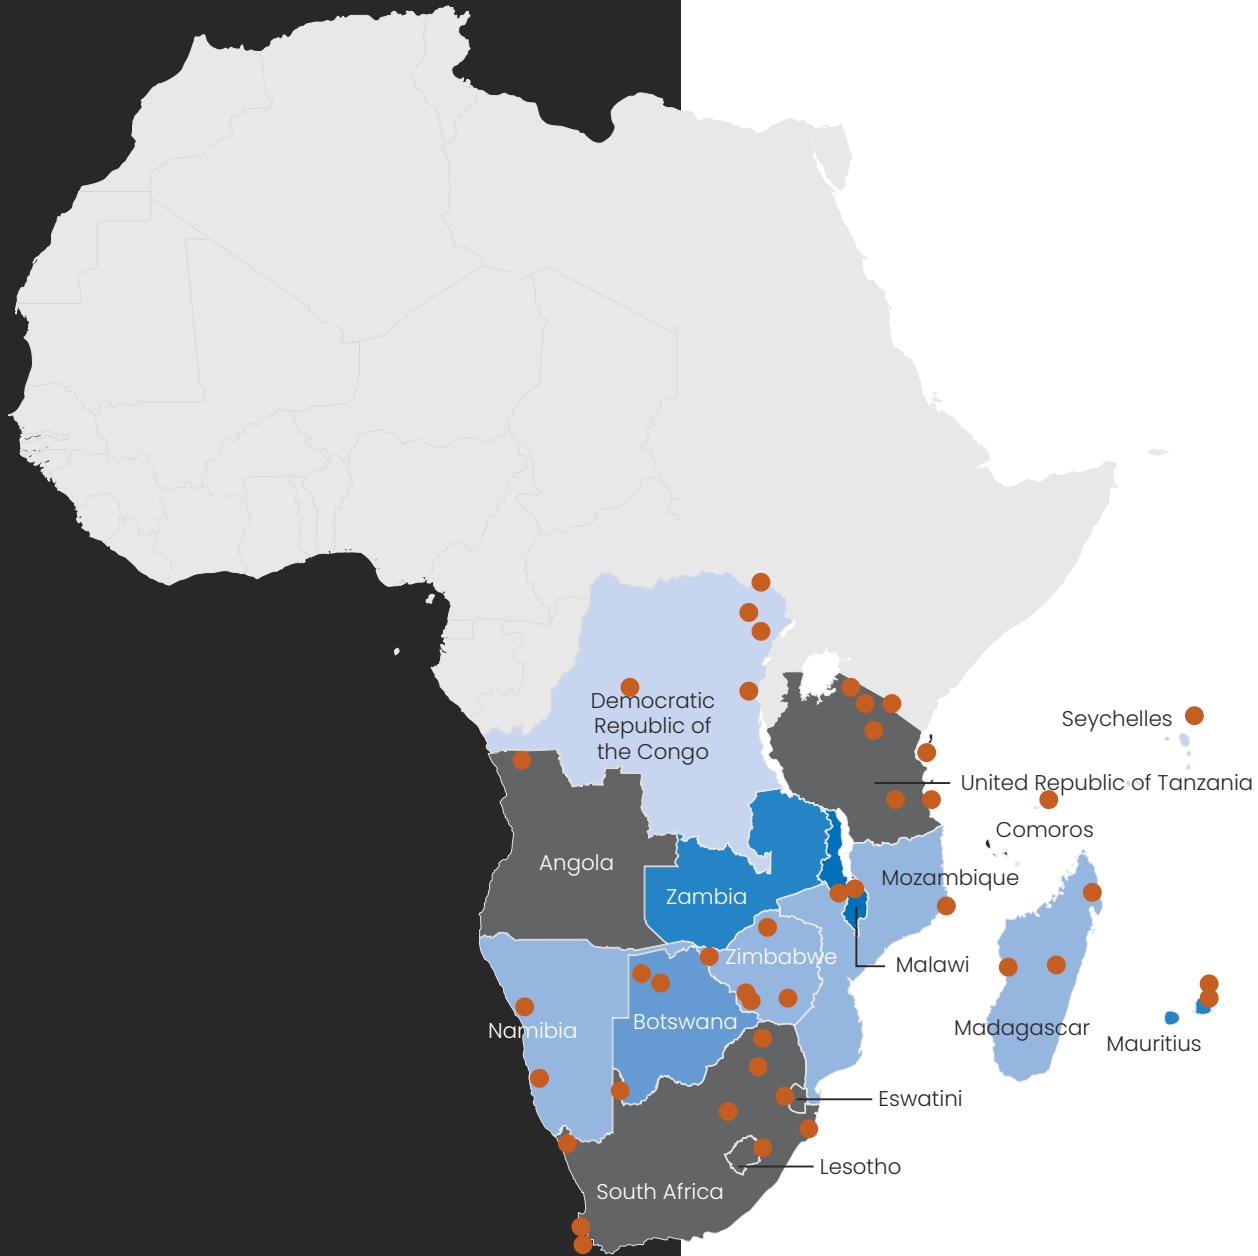 Democratic
Republic of
the Congo
Seychelles
United Republic of Tanzania
Comoros
Angola
Mozambique
Zambia
Zimbabwe
Malawi
Namibia
Botswana
Madagascar
Mauritius
Eswatini
Lesotho
South Africa